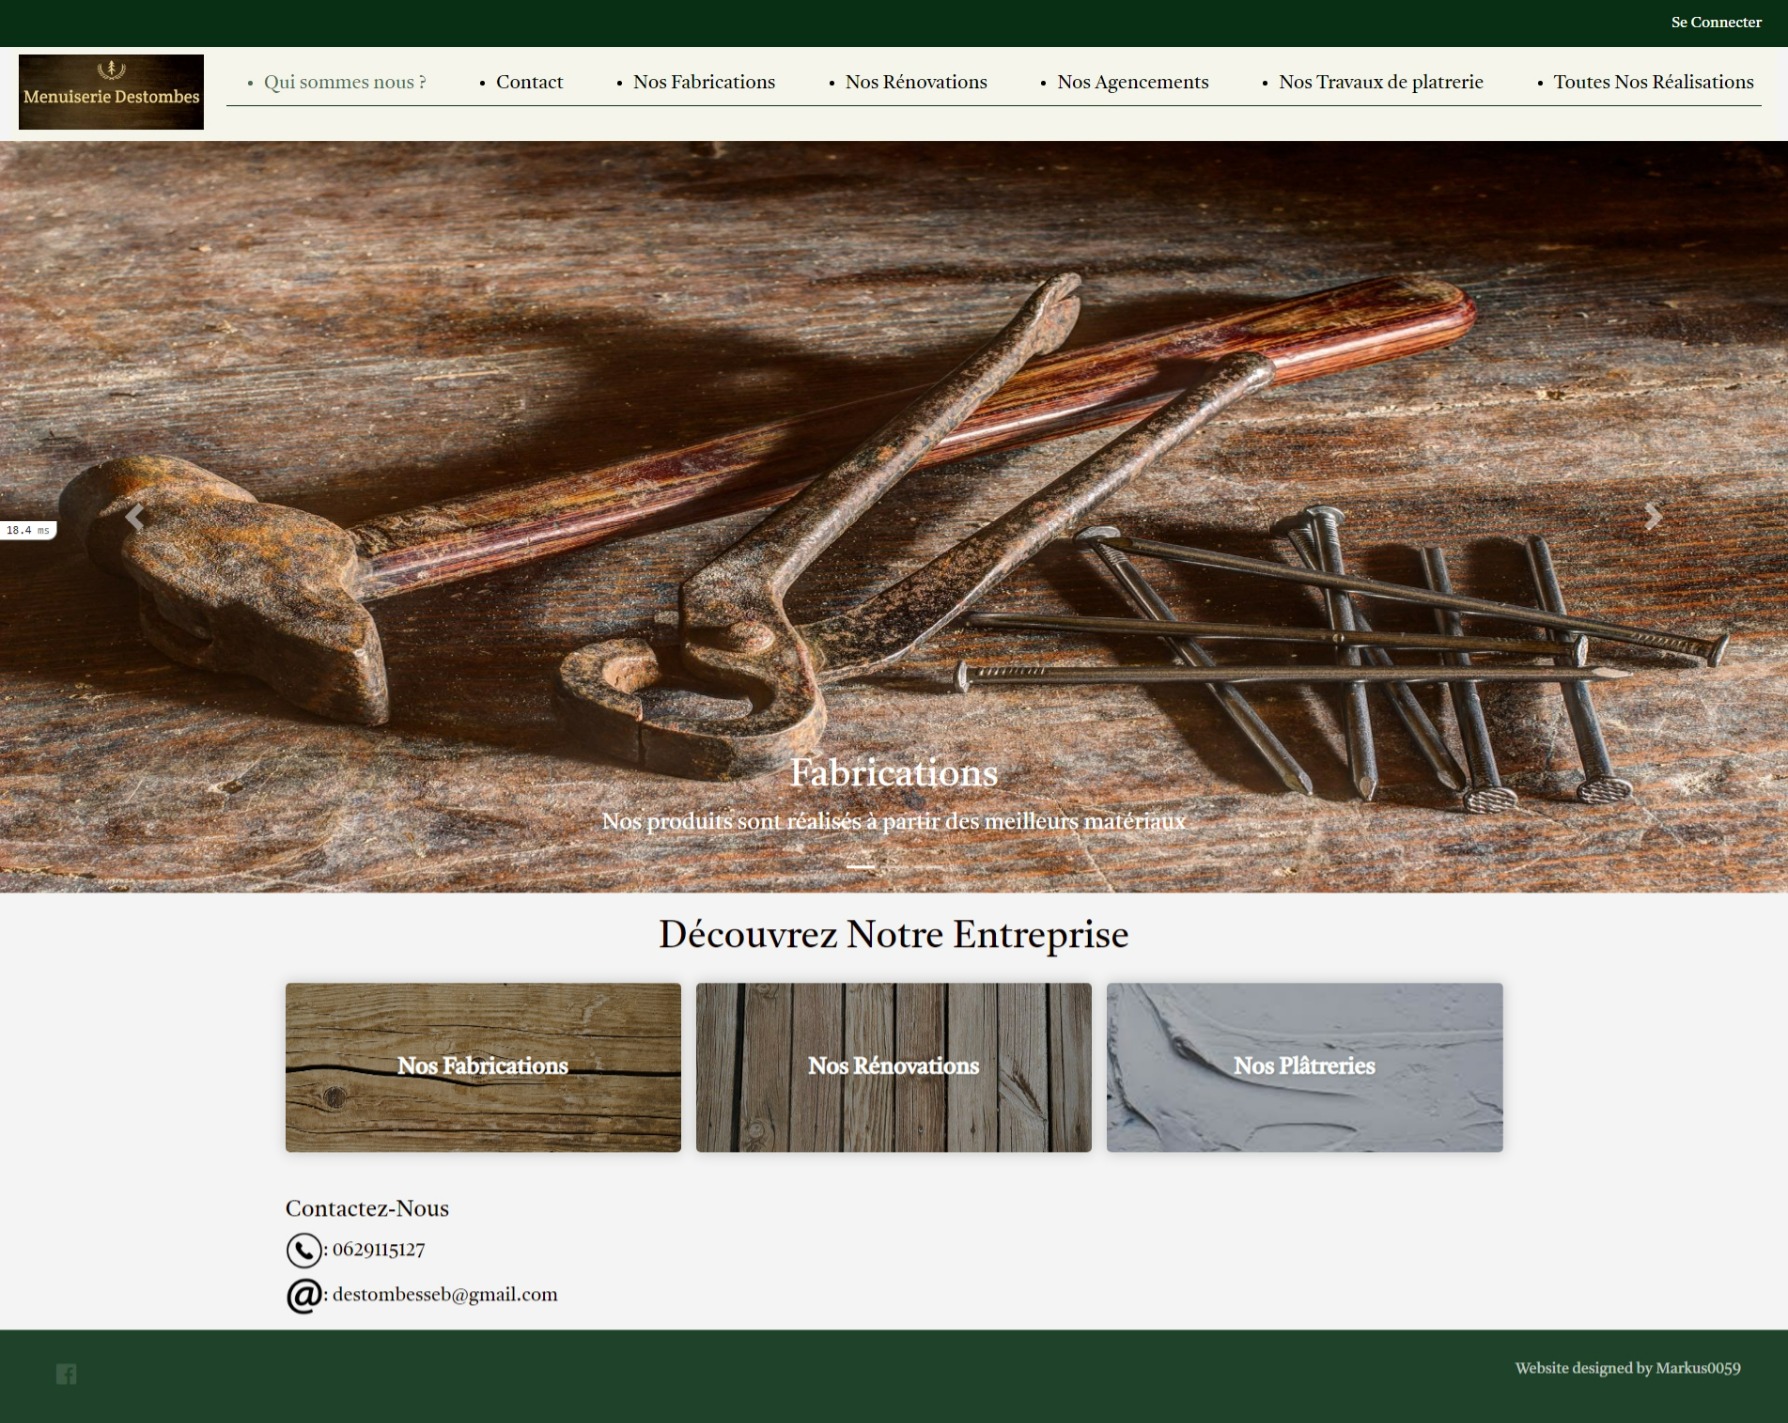 Se Connecter
Menuiserie Destombes
• Qui sommes nous ?
• Contact
• Nos Fabrications
• Nos Rénovations
• Nos Agencements
• Nos Travaux de platrerie
• Toutes Nos Réalisations
18.4 ms
Fabrications
Nos produits sont réalisés à partir des meilleurs matériaux
Découvrez Notre Entreprise
Nos Fabrications
Nos Rénovations
Nos Plâtreries
Contactez-Nous
: 0629115127
@: destombesseb@gmail.com
Website designed by Markus0059